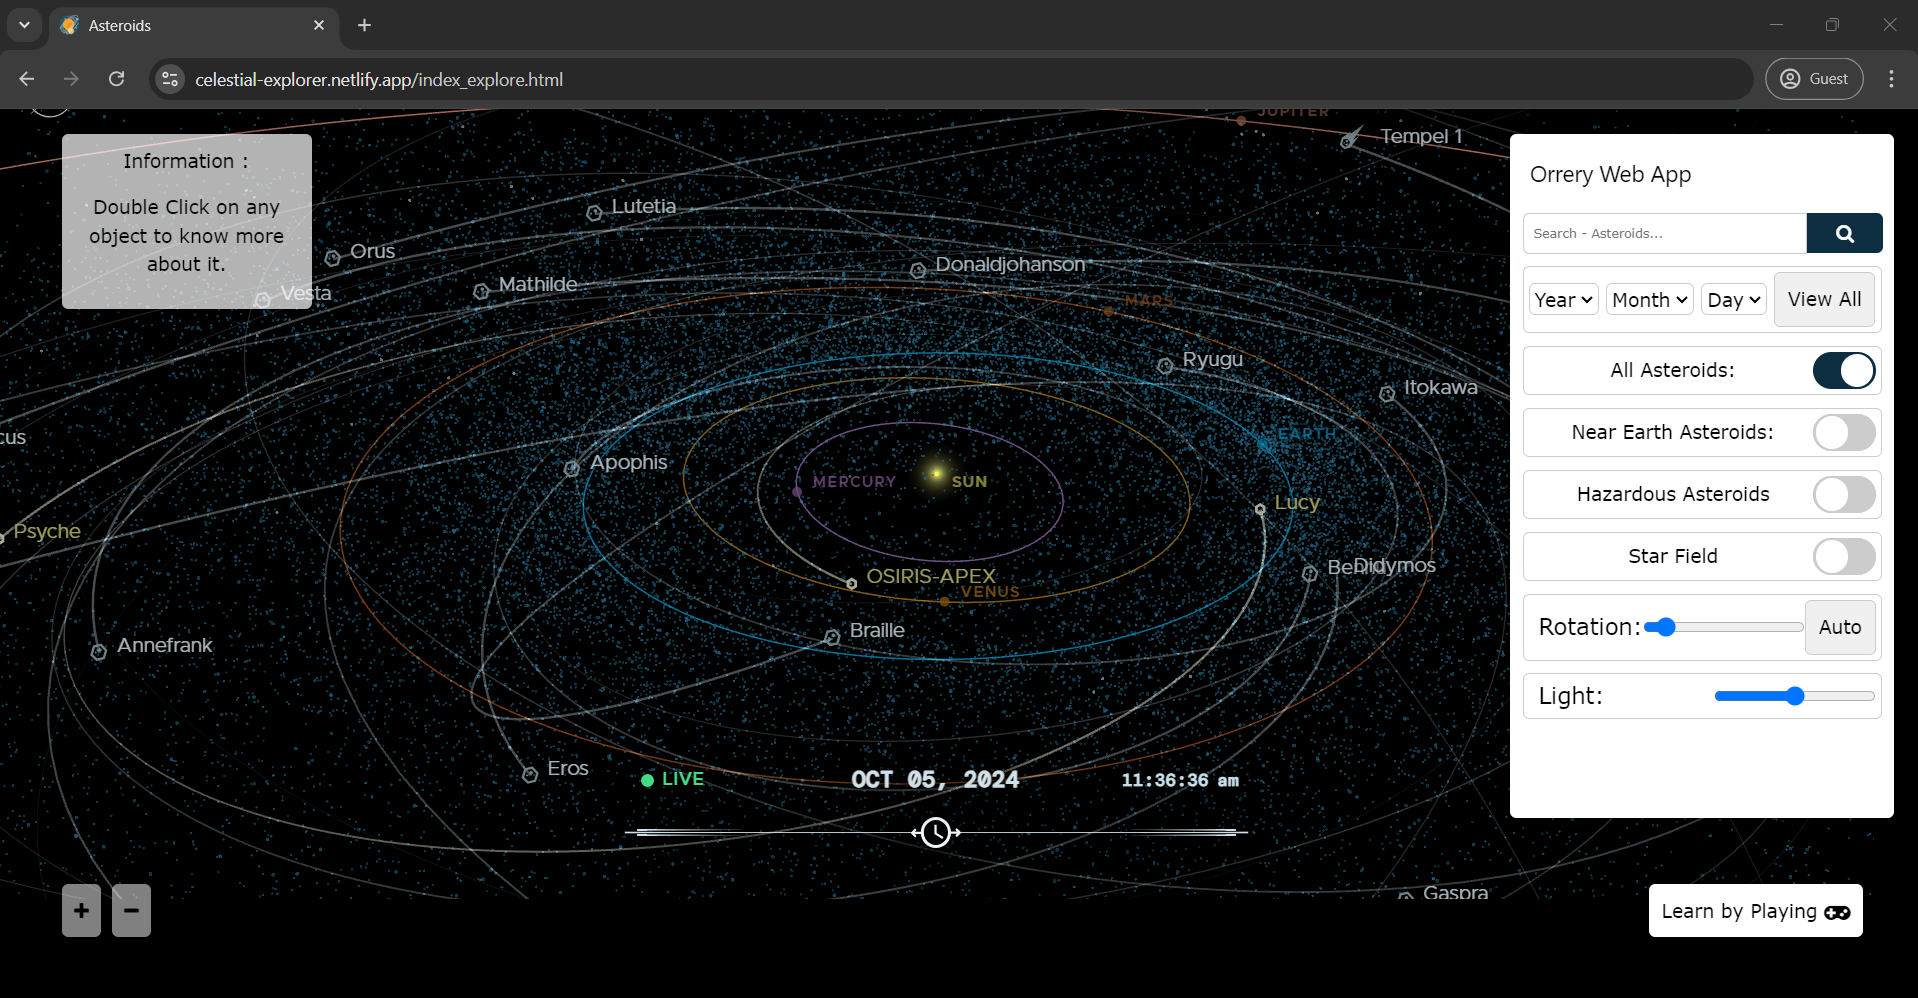 Asteroids
celestial-explorer.netlify.app/index_explore.html
Guest
Information :
Double Click on any
object to know more
about it.
JUPITER
Tempel 1
Lutetia
Orus
Donaldjohanson
Mathilde
Vesta
MARS
Ryugu
Itokawa
cus
EARTH
Apophis
MERCURY
SUN
Lucy
Psyche
Didymos
OSIRIS-APEX
VENUS
Braille
Annefrank
Eros
LIVE
OCT 05, 2024
11:36:36 am
Gaspra
+
−
Orrery Web App
Search - Asteroids...
Year Month Day View All
All Asteroids:
Near Earth Asteroids:
Hazardous Asteroids
Star Field
Rotation: Auto
Light:
Learn by Playing